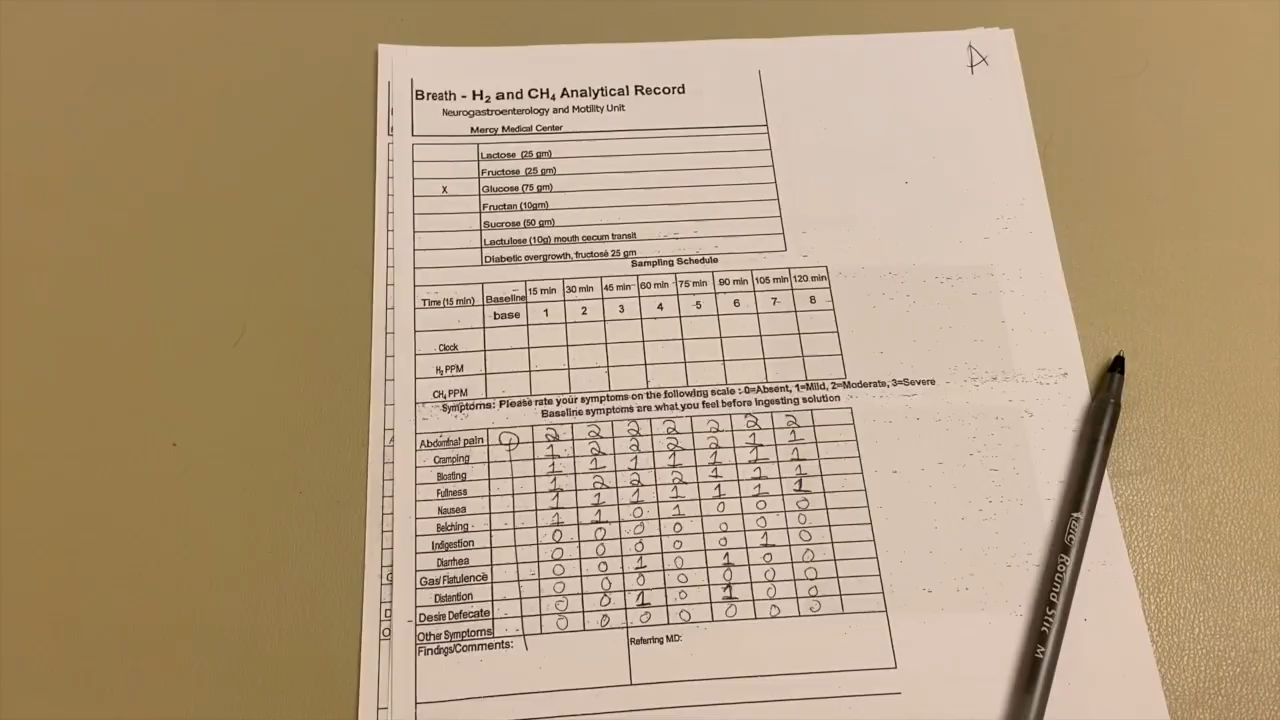 A
Breath - H2 and CH4 Analytical Record
Neurogastroenterology and Motility Unit
Mercy Medical Center
Lactose (25 gm)
Fructose (25 gm)
X Glucose (75 gm)
Fructan (10gm)
Sucrose (50 gm)
Lactulose (10g) mouth cecum transit
Diabetic overgrowth, fructose 25 gm
Sampling Schedule
Time (15 min) Baseline 15 min 30 min 45 min 60 min 75 min 90 min 105 min 120 min
base 1 2 3 4 5 6 7 8
Clock
H2 PPM
CH4 PPM
Symptoms: Please rate your symptoms on the following scale : 0=Absent, 1=Mild, 2=Moderate, 3=Severe
Baseline symptoms are what you feel before ingesting solution
Abdominal pain 2 2 2 2 2 2 2
Cramping 1 2 2 2 2 1 1
Bloating 1 1 1 1 1 1 1
Fullness 1 2 2 2 1 1 1
Nausea 1 1 1 1 1 1 1
Belching 1 1 0 1 0 0 0
Indigestion 0 0 0 0 0 0 0
Diarrhea 0 0 0 0 0 1 0
Gas/Flatulence 0 0 1 0 1 0 0
Distention 0 0 0 0 0 0 0
Desire Defecate 0 0 1 0 1 0 0
Other Symptoms 0 0 0 0 0 0 0
Findings/Comments:
Referring MD:
ROUND STIC M